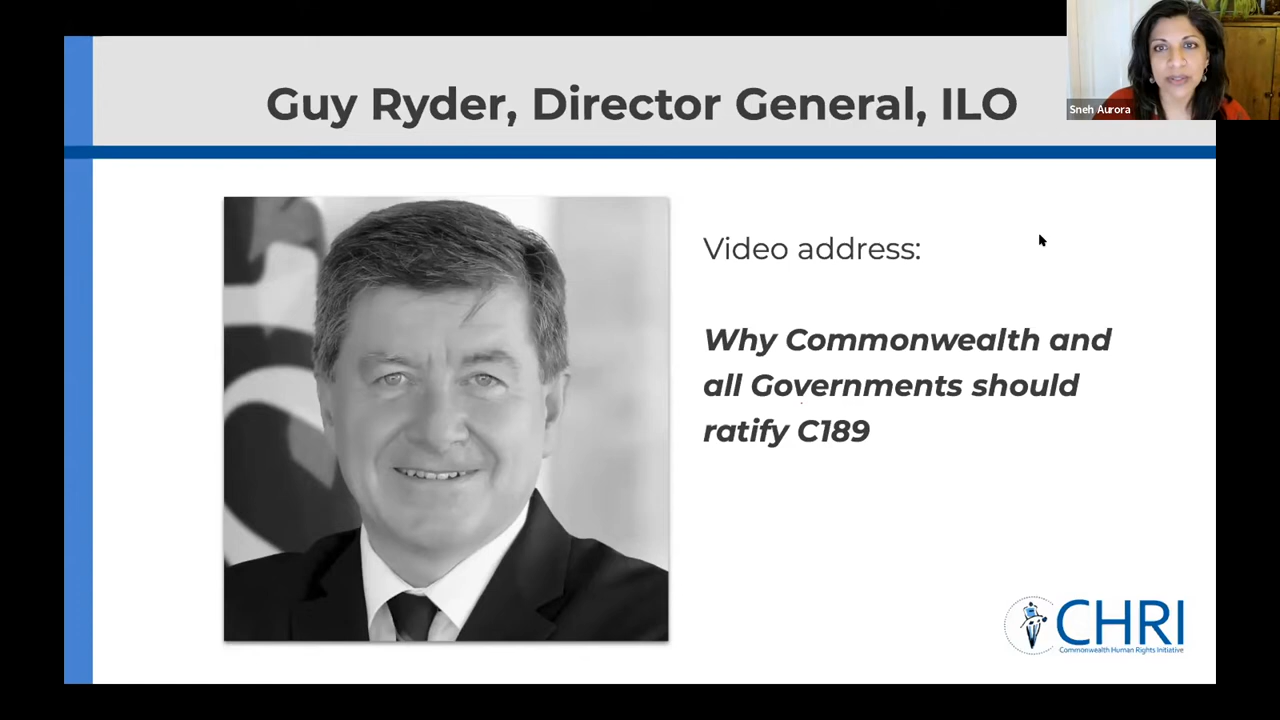 Guy Ryder, Director General, ILO
Sneh Aurora
Video address:
Why Commonwealth and
all Governments should
ratify C189
CHRI
Commonwealth Human Rights Initiative